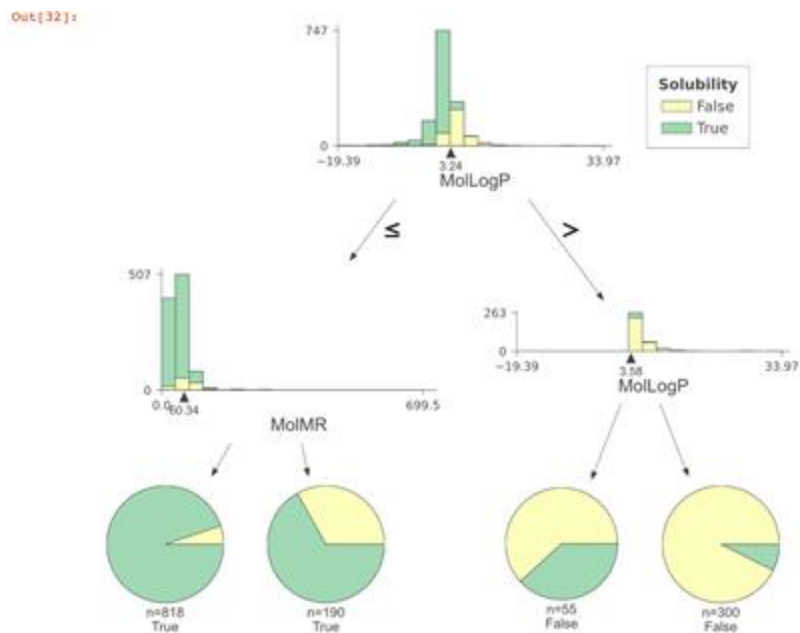 Out[32]:
747
0
−19.39
3.24
33.97
MolLogP
Solubility
False
True
≤
>
507
0
0.0
60.34
699.5
MolMR
263
0
−19.39
3.58
33.97
MolLogP
n=818
True
n=190
True
n=55
False
n=300
False